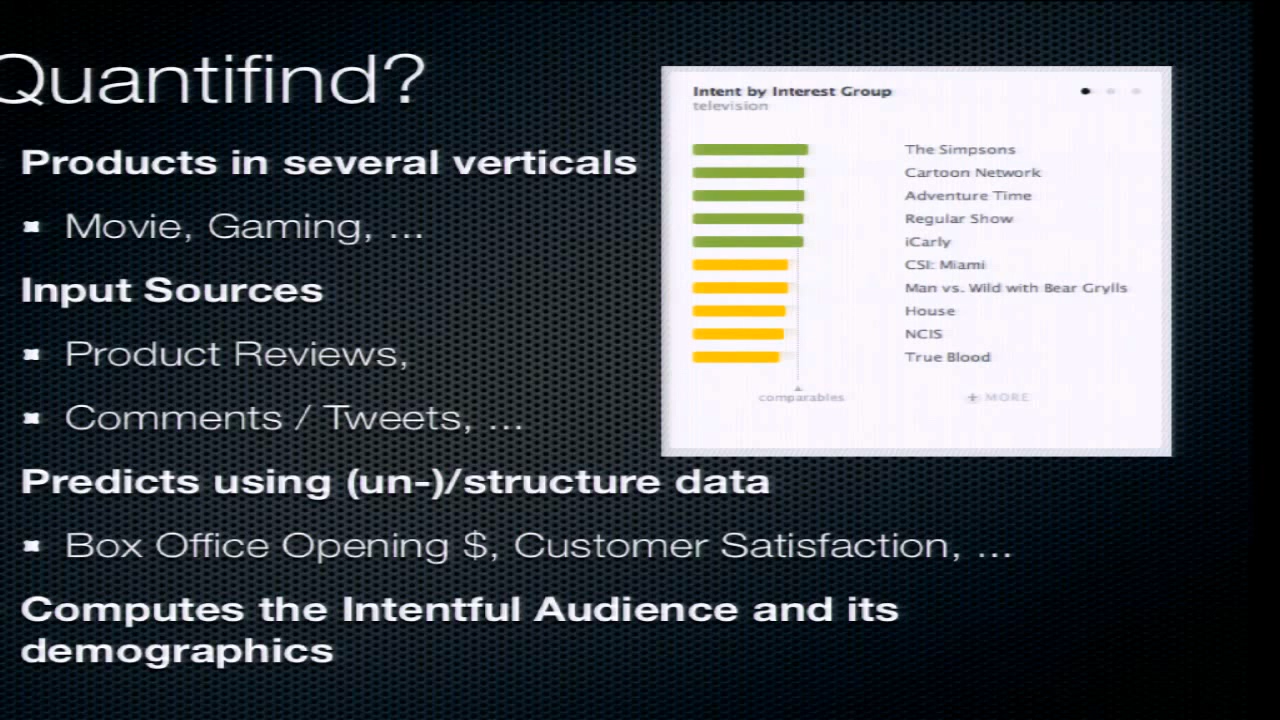 Quantifind?
Products in several verticals
Movie, Gaming, ...
Input Sources
Product Reviews,
Comments / Tweets, ...
Predicts using (un-)/structure data
Box Office Opening $, Customer Satisfaction, ...
Computes the Intentful Audience and its
demographics
Intent by Interest Group
television
The Simpsons
Cartoon Network
Adventure Time
Regular Show
iCarly
CSI: Miami
Man vs. Wild with Bear Grylls
House
NCIS
True Blood
comparables
+ MORE